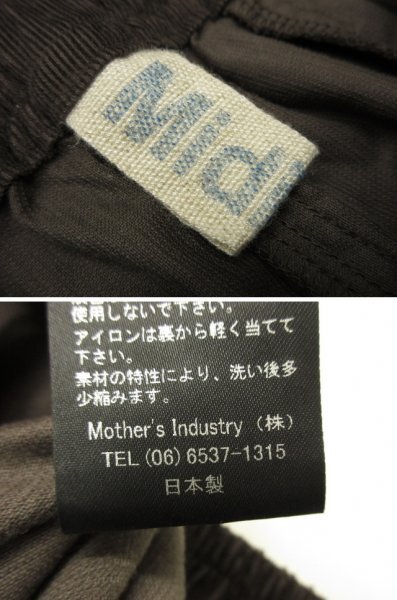 Midi
使用しないで下さい。
アイロンは裏から軽く当てて
下さい。
素材の特性により、洗い後多
少縮みます。
Mother's Industry (株)
TEL (06) 6537-1315
日本製